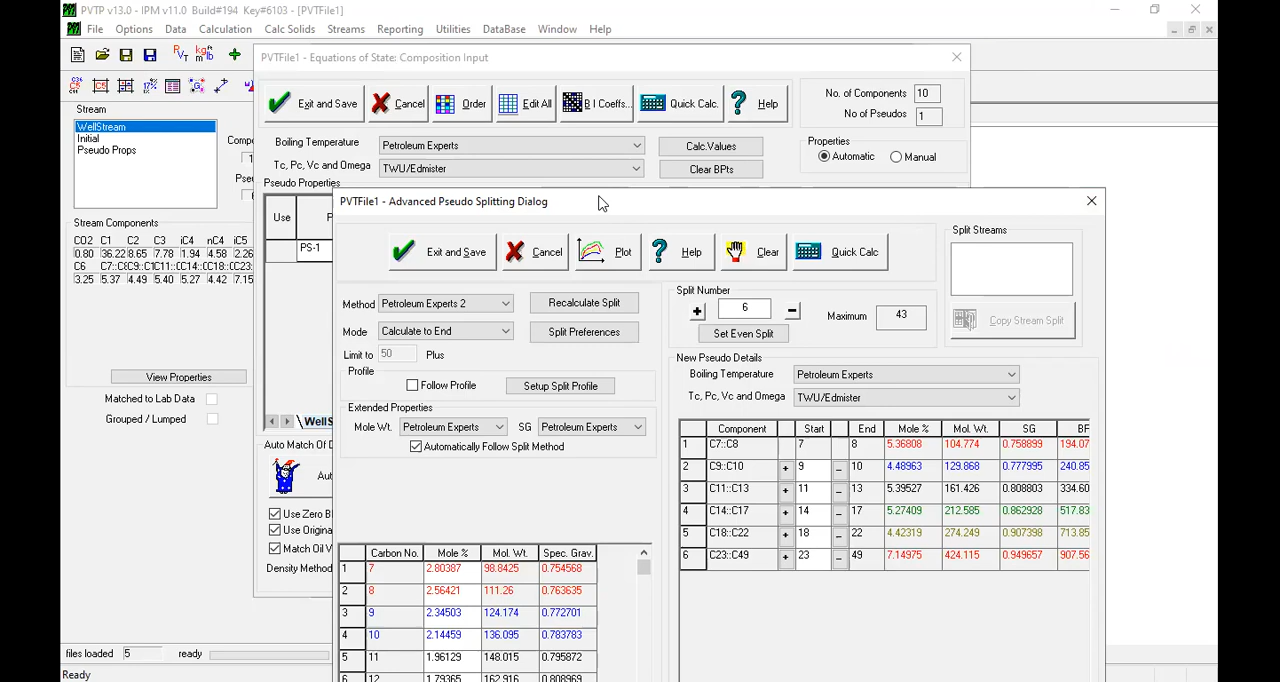 PVTP v13.0 - IPM v11.0 Build#194 Key#6103 - [PVTFile1]
File Options Data Calculation Calc Solids Streams Reporting Utilities DataBase Window Help
PVTFile1 - Equations of State: Composition Input
Exit and Save Cancel Order Edit All B I Coeffs... Quick Calc. Help
No. of Components 10
No of Pseudos 1
Boiling Temperature Petroleum Experts Calc.Values
Tc, Pc, Vc and Omega TWU/Edmister Clear BPts
Properties
Automatic Manual
Pseudo Properties
Use
PS-1
Stream
WellStream
Initial
Pseudo Props
Stream Components
CO2 C1 C2 C3 iC4 nC4 iC5
0.80 36.22 8.65 7.78 1.94 4.58 2.26
C6 C7::C8 C9::C1 C11::C C14::C C18::C C23:
3.25 5.37 4.49 5.40 5.27 4.42 7.15
View Properties
Matched to Lab Data
Grouped / Lumped
files loaded 5 ready
Ready
Use Zero B
Use Origina
Match Oil V
Density Method
PVTFile1 - Advanced Pseudo Splitting Dialog
Exit and Save Cancel Plot Help Clear Quick Calc
Method Petroleum Experts 2 Recalculate Split
Mode Calculate to End Split Preferences
Limit to 50 Plus
Profile
Follow Profile Setup Split Profile
Extended Properties
Mole Wt. Petroleum Experts SG Petroleum Experts
Automatically Follow Split Method
Carbon No. Mole % Mol. Wt. Spec. Grav.
1 7 2.80387 98.8425 0.754568
2 8 2.56421 111.26 0.763635
3 9 2.34503 124.174 0.772701
4 10 2.14459 136.095 0.783783
5 11 1.96129 148.015 0.795872
6 12 1.79365 162.916 0.808969
Split Streams
Copy Stream Split
Split Number
+ 6 - Maximum 43
Set Even Split
New Pseudo Details
Boiling Temperature Petroleum Experts
Tc, Pc, Vc and Omega TWU/Edmister
Component Start End Mole % Mol. Wt. SG BF
1 C7::C8 7 8 5.36808 104.774 0.758899 194.07
2 C9::C10 + 9 - 10 4.48963 129.868 0.777995 240.85
3 C11::C13 + 11 - 13 5.39527 161.426 0.808803 334.60
4 C14::C17 + 14 - 17 5.27409 212.585 0.862928 517.83
5 C18::C22 + 18 - 22 4.42319 274.249 0.907398 713.85
6 C23::C49 + 23 - 49 7.14975 424.115 0.949657 907.56